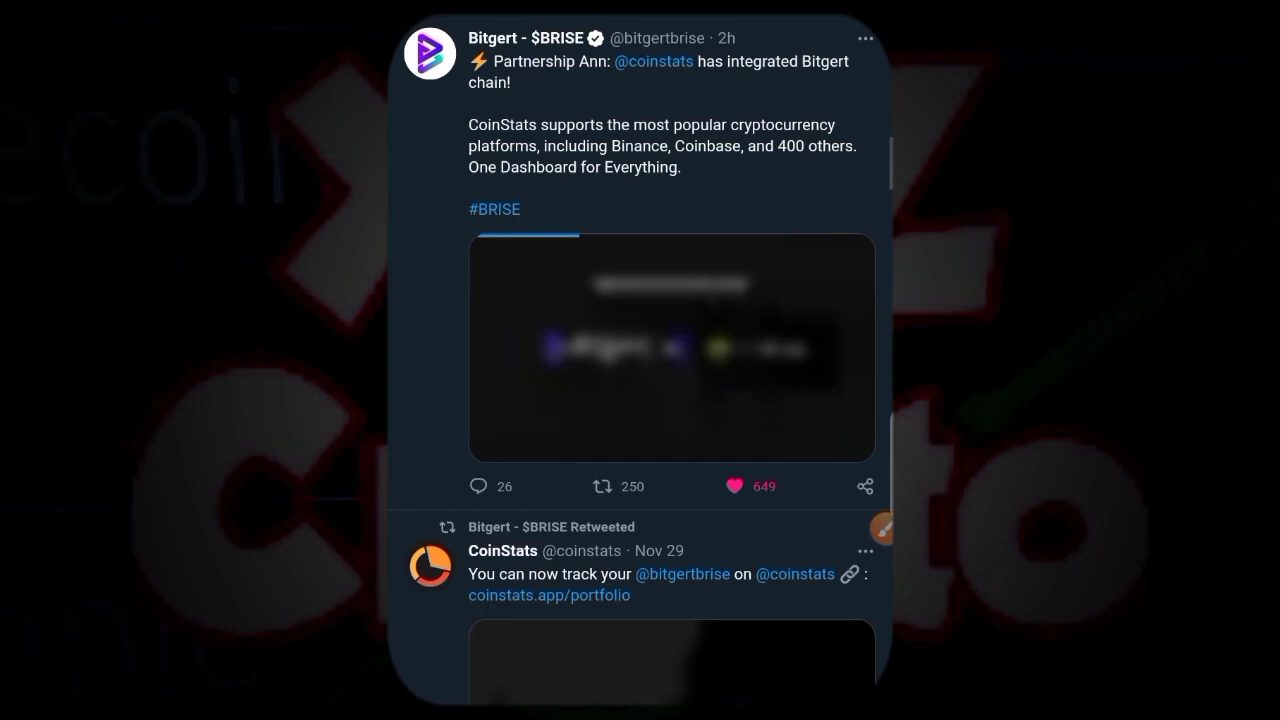 Bitgert - $BRISE @bitgertbrise · 2h
⚡ Partnership Ann: @coinstats has integrated Bitgert
chain!
CoinStats supports the most popular cryptocurrency
platforms, including Binance, Coinbase, and 400 others.
One Dashboard for Everything.
#BRISE
26 250 649
Bitgert - $BRISE Retweeted
CoinStats @coinstats · Nov 29
You can now track your @bitgertbrise on @coinstats 🔗 :
coinstats.app/portfolio